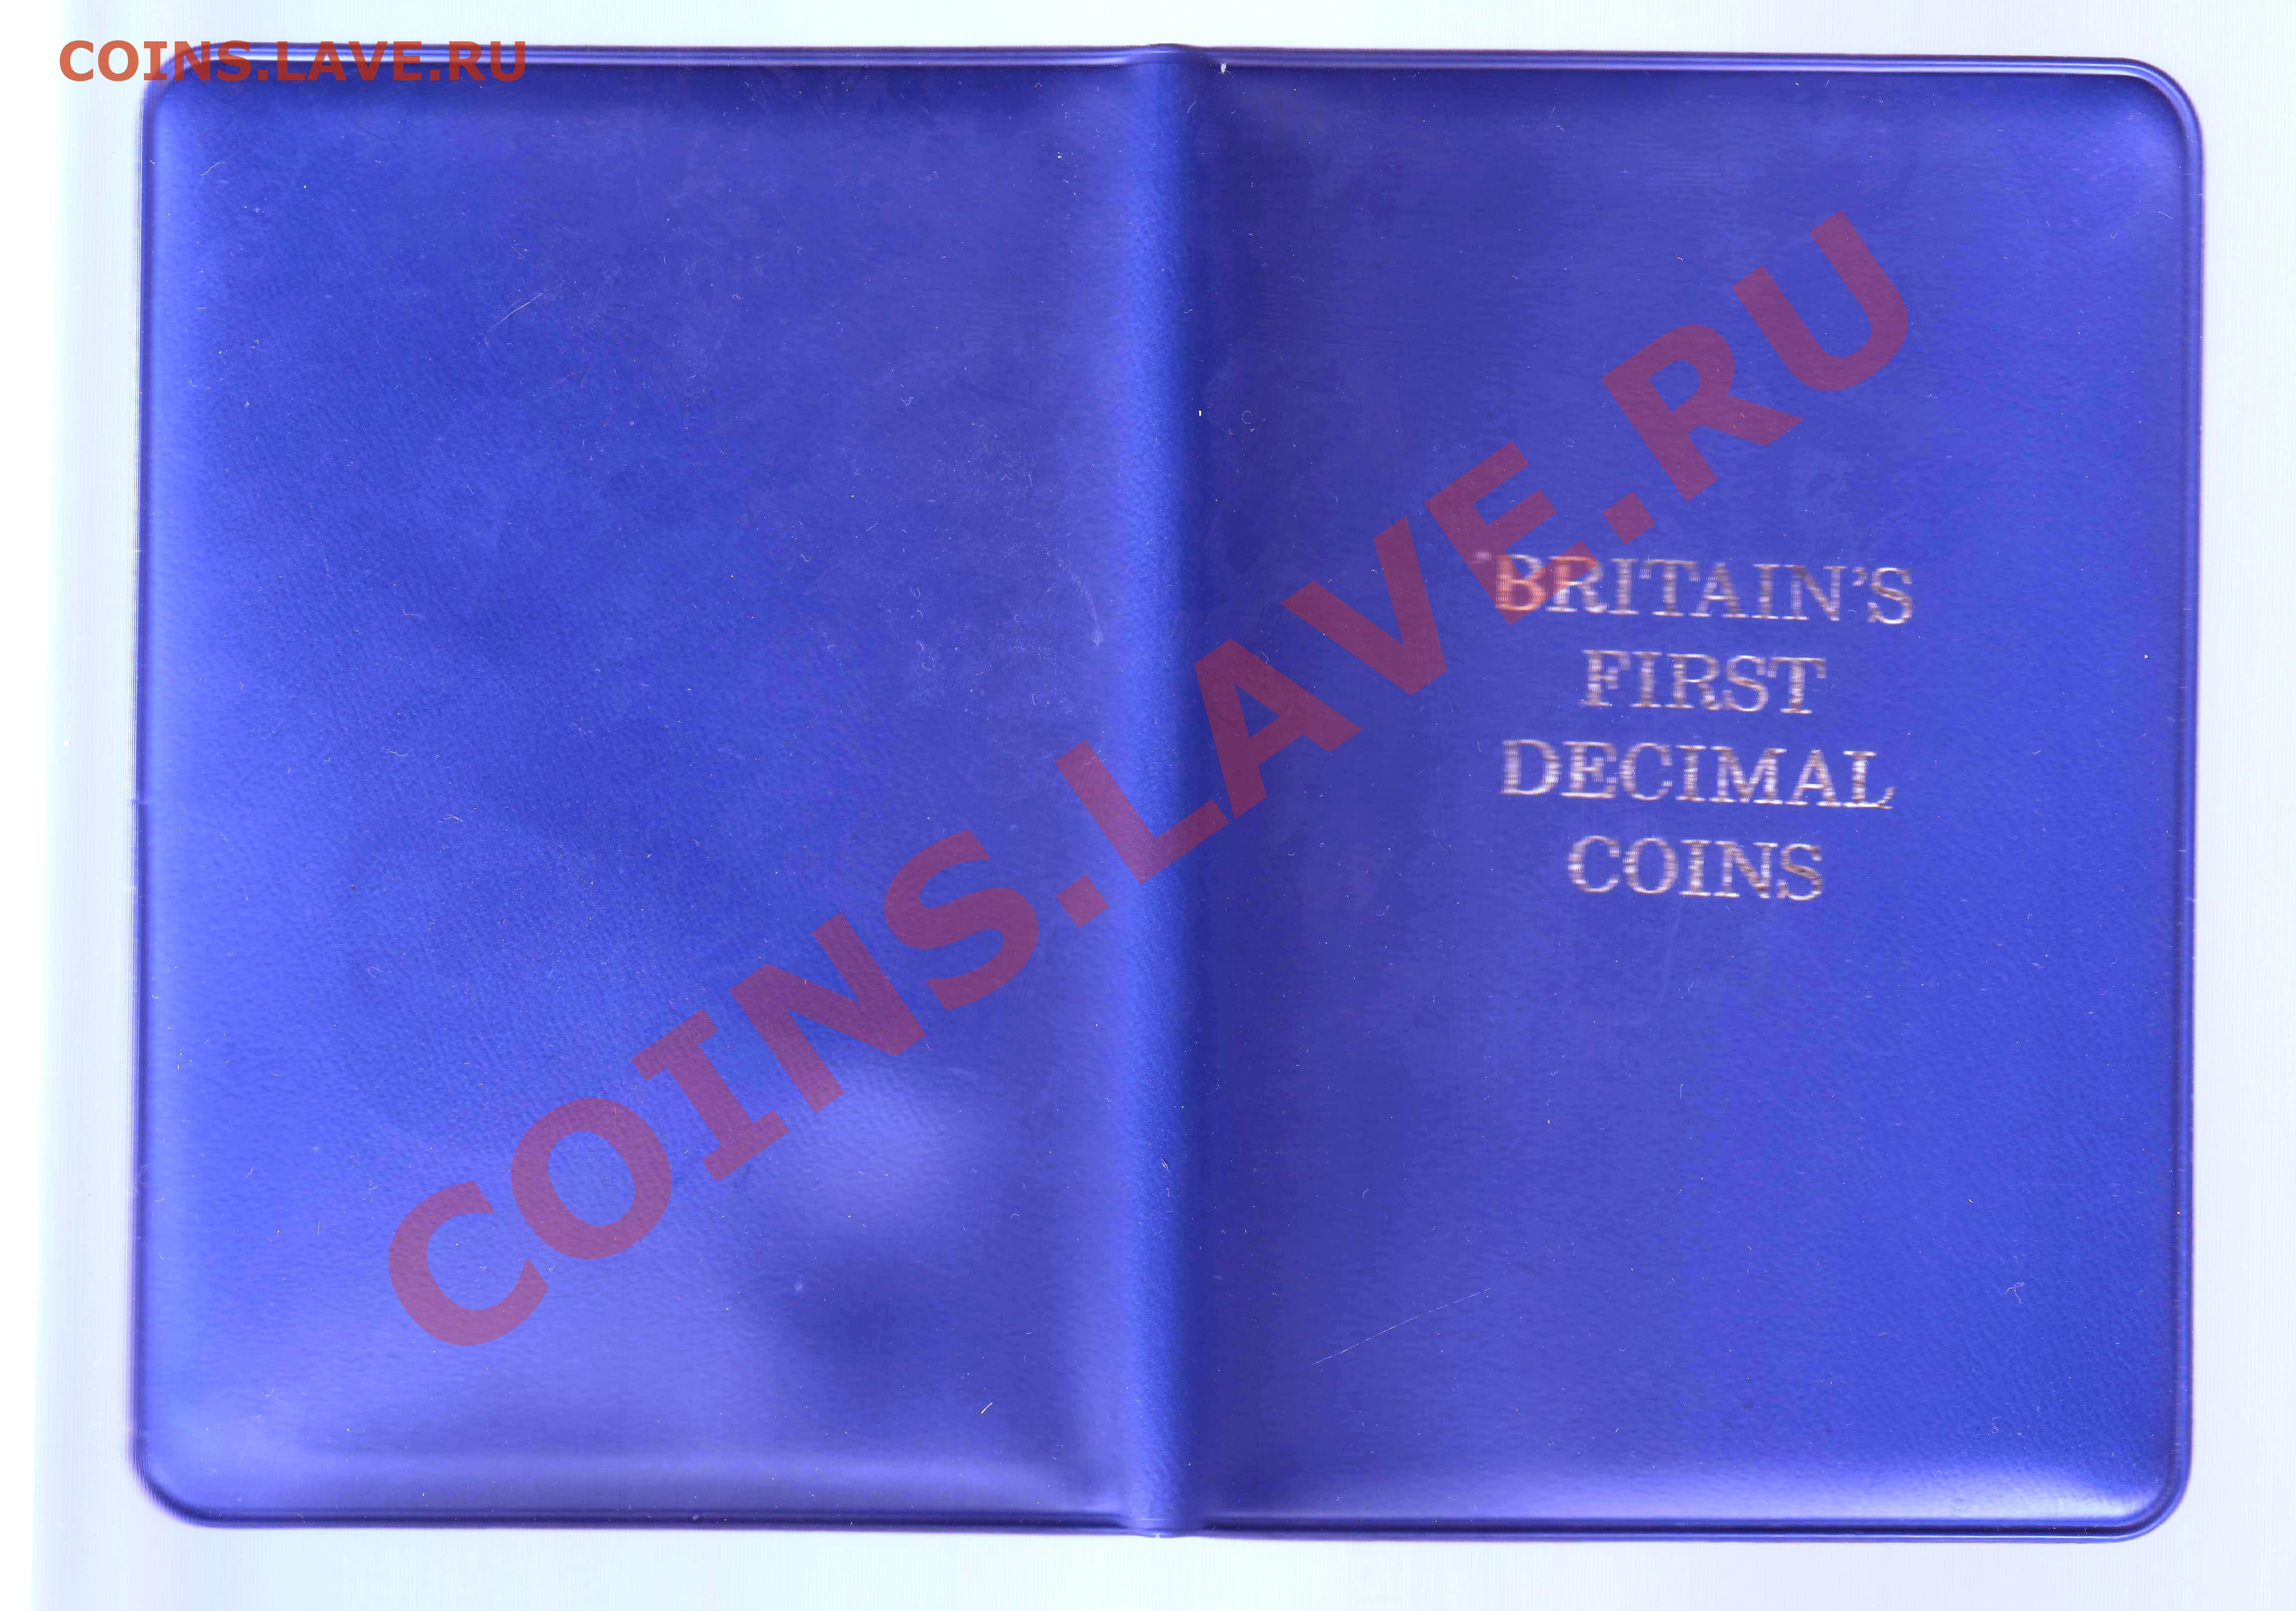 COINS.LAVE.RU
COINS.LAVE.RU
BRITAIN'S
FIRST
DECIMAL
COINS